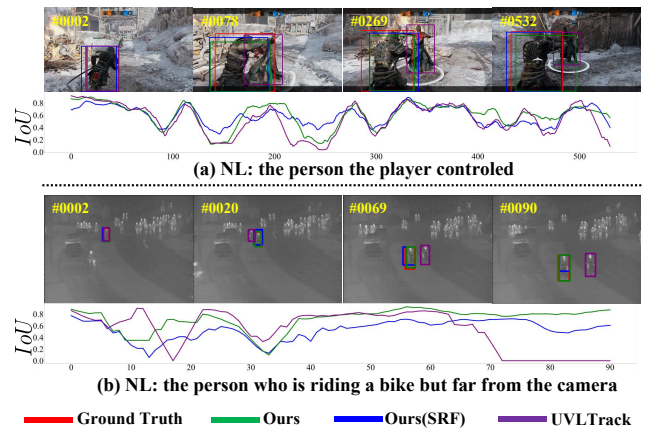 #0002 #0078 #0269 #0532
IoU
0.8
0.6
0.4
0.2
0.0
0 100 200 300 400 500
(a) NL: the person the player controled
#0002 #0020 #0069 #0090
IoU
0.8
0.6
0.4
0.2
0.0
0 10 20 30 40 50 60 70 80 90
(b) NL: the person who is riding a bike but far from the camera
Ground Truth Ours Ours(SRF) UVLTrack